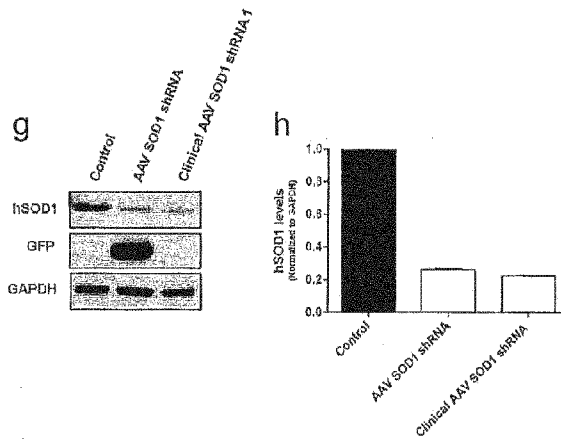 g
Control
AAV SOD1 shRNA
Clinical AAV SOD1 shRNA 1
hSOD1
GFP
GAPDH
h
hSOD1 levels
(Normalized to GAPDH)
1.0
0.8
0.6
0.4
0.2
0.0
Control
AAV SOD1 shRNA
Clinical AAV SOD1 shRNA